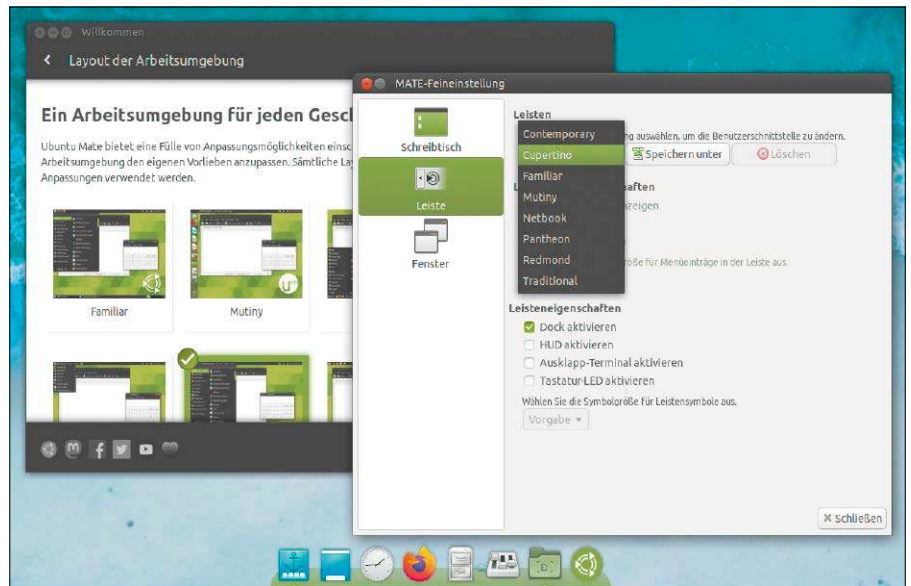 Willkommen
Layout der Arbeitsumgebung
Ein Arbeitsumgebung für jeden Gescl
Ubuntu Mate bietet eine Fülle von Anpassungsmöglichkeiten einsc
Arbeitsumgebung den eigenen Vorlieben anzupassen. Sämtliche La
Anpassungen verwendet werden.
Familiar
Mutiny
MATE-Feineinstellung
Schreibtisch
Leiste
Fenster
Leisten
auswählen, um die Benutzerschnittstelle zu ändern.
Contemporary
Cupertino
Familiar
Mutiny
Netbook
Pantheon
Redmond
Traditional
Speichern unter
Löschen
aften
nzeigen
öße für Menüeinträge in der Leiste aus.
Leisteneigenschaften
Dock aktivieren
HUD aktivieren
Ausklapp-Terminal aktivieren
Tastatur-LED aktivieren
Wählen Sie die Symbolgröße für Leistensymbole aus.
Vorgabe
Schließen